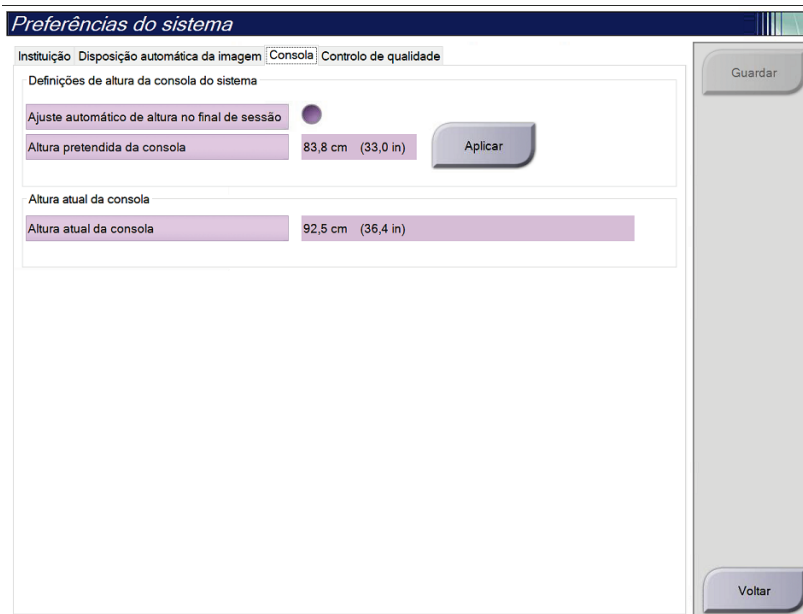 Preferências do sistema
Instituição Disposição automática da imagem Consola Controlo de qualidade
Definições de altura da consola do sistema
Ajuste automático de altura no final de sessão
Altura pretendida da consola 83,8 cm (33,0 in) Aplicar
Altura atual da consola
Altura atual da consola 92,5 cm (36,4 in)
Guardar
Voltar